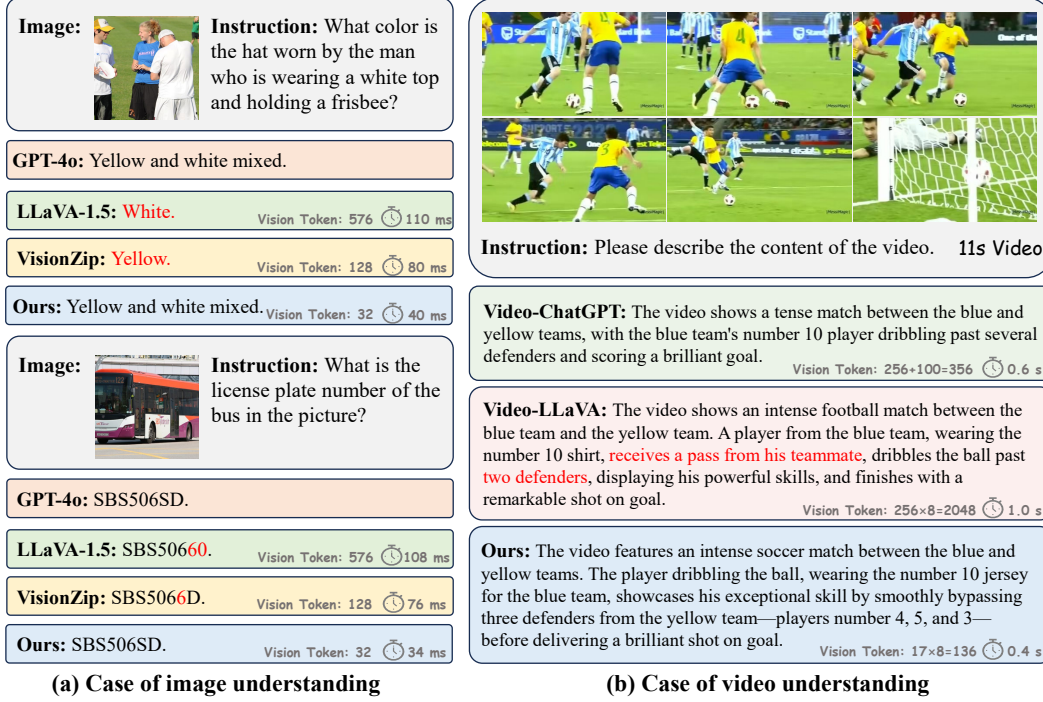 Image:
Instruction: What color is
the hat worn by the man
who is wearing a white top
and holding a frisbee?
GPT-4o: Yellow and white mixed.
LLaVA-1.5: White.
Vision Token: 576 110 ms
VisionZip: Yellow.
Vision Token: 128 80 ms
Ours: Yellow and white mixed.
Vision Token: 32 40 ms
Image:
Instruction: What is the
license plate number of the
bus in the picture?
GPT-4o: SBS506SD.
LLaVA-1.5: SBS50660.
Vision Token: 576 108 ms
VisionZip: SBS5066D.
Vision Token: 128 76 ms
Ours: SBS506SD.
Vision Token: 32 34 ms
(a) Case of image understanding
Instruction: Please describe the content of the video. 11s Video
Video-ChatGPT: The video shows a tense match between the blue and
yellow teams, with the blue team's number 10 player dribbling past several
defenders and scoring a brilliant goal.
Vision Token: 256+100=356 0.6 s
Video-LLaVA: The video shows an intense football match between the
blue team and the yellow team. A player from the blue team, wearing the
number 10 shirt, receives a pass from his teammate, dribbles the ball past
two defenders, displaying his powerful skills, and finishes with a
remarkable shot on goal.
Vision Token: 256×8=2048 1.0 s
Ours: The video features an intense soccer match between the blue and
yellow teams. The player dribbling the ball, wearing the number 10 jersey
for the blue team, showcases his exceptional skill by smoothly bypassing
three defenders from the yellow team—players number 4, 5, and 3—
before delivering a brilliant shot on goal.
Vision Token: 17×8=136 0.4 s
(b) Case of video understanding